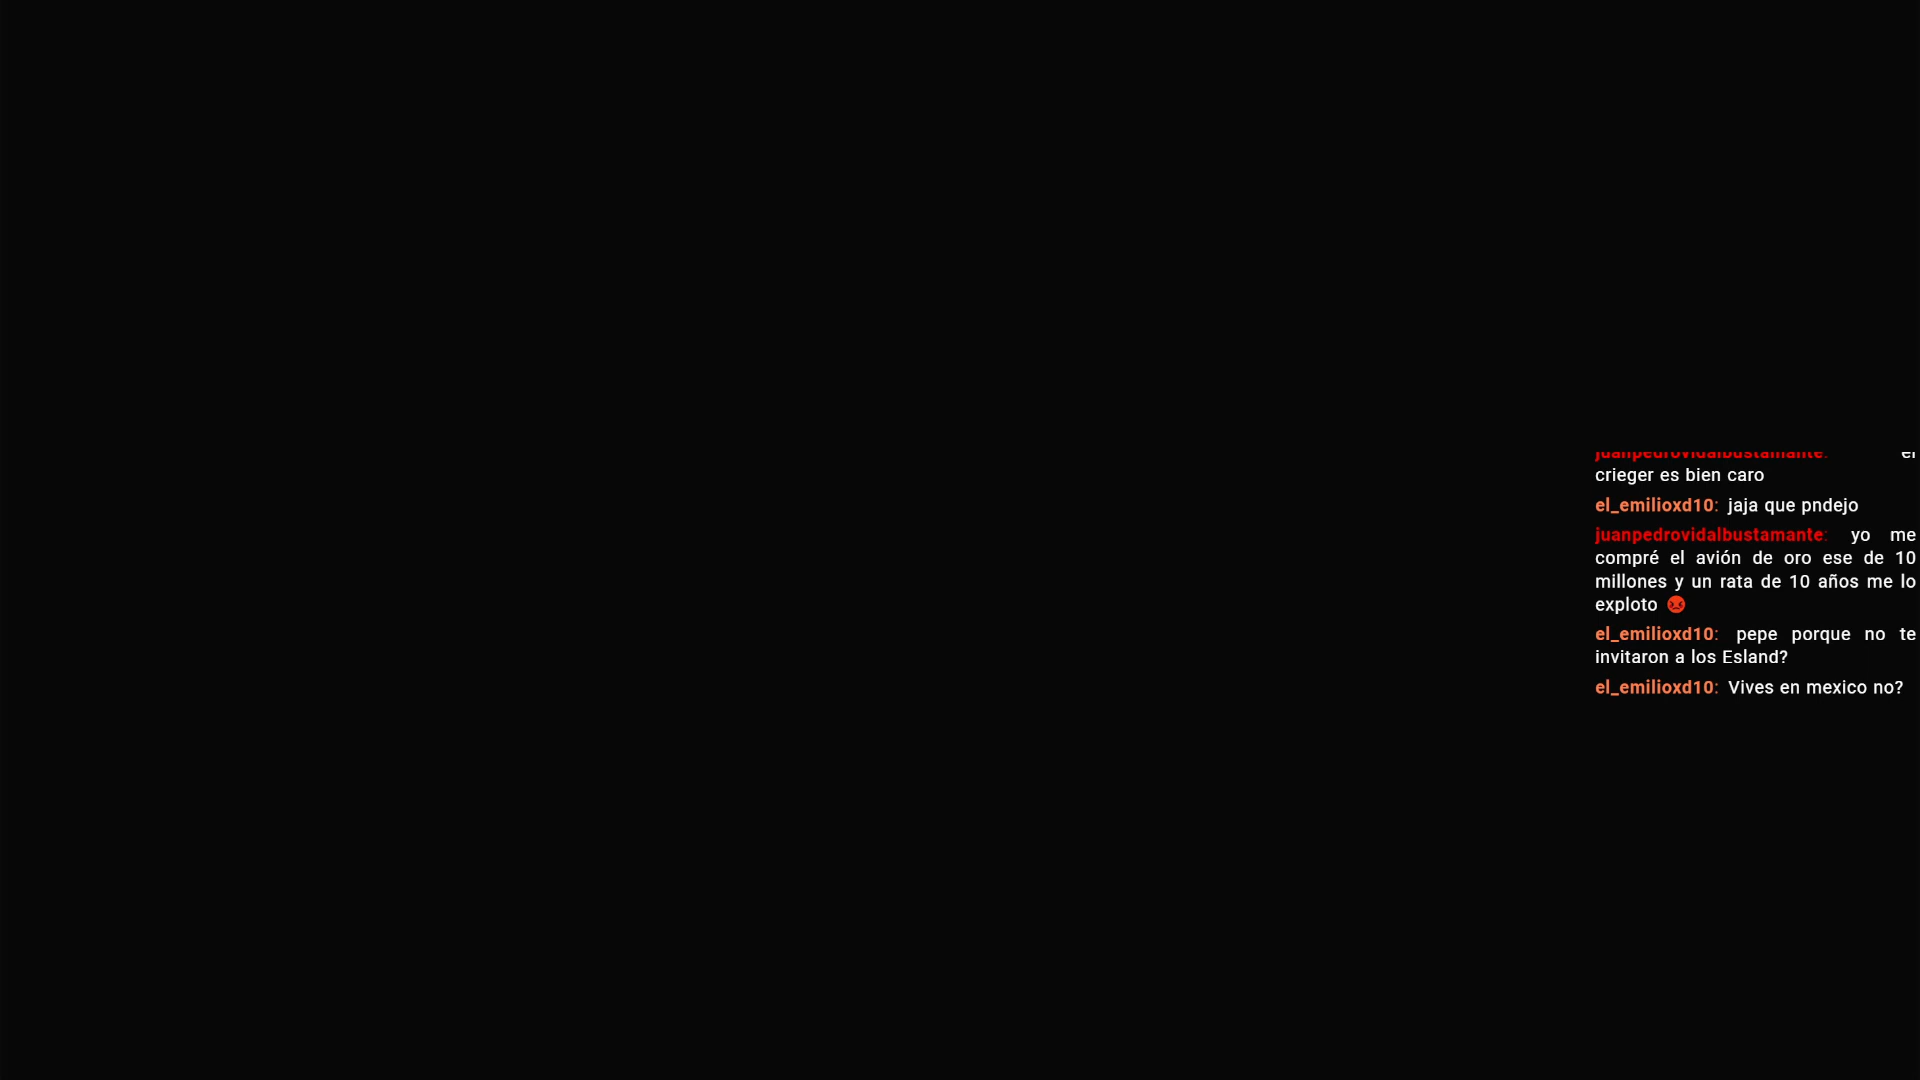 juanpedrovidalbustamante: el
crieger es bien caro
el_emilioxd10: jaja que pndejo
juanpedrovidalbustamante: yo me
compré el avión de oro ese de 10
millones y un rata de 10 años me lo
exploto 😡
el_emilioxd10: pepe porque no te
invitaron a los Esland?
el_emilioxd10: Vives en mexico no?